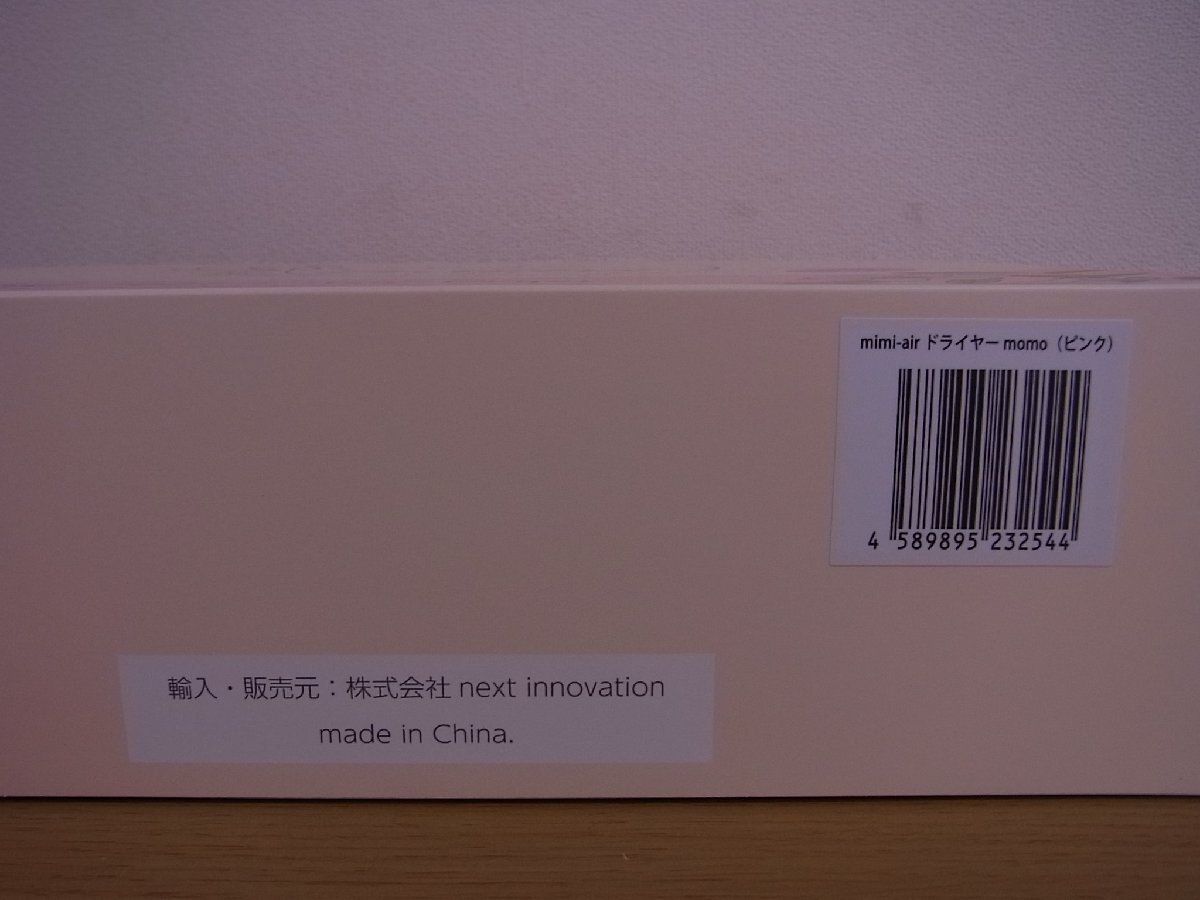 mimi-air ドライヤー momo（ピンク）
4 589895 232544
輸入・販売元：株式会社 next innovation
made in China.